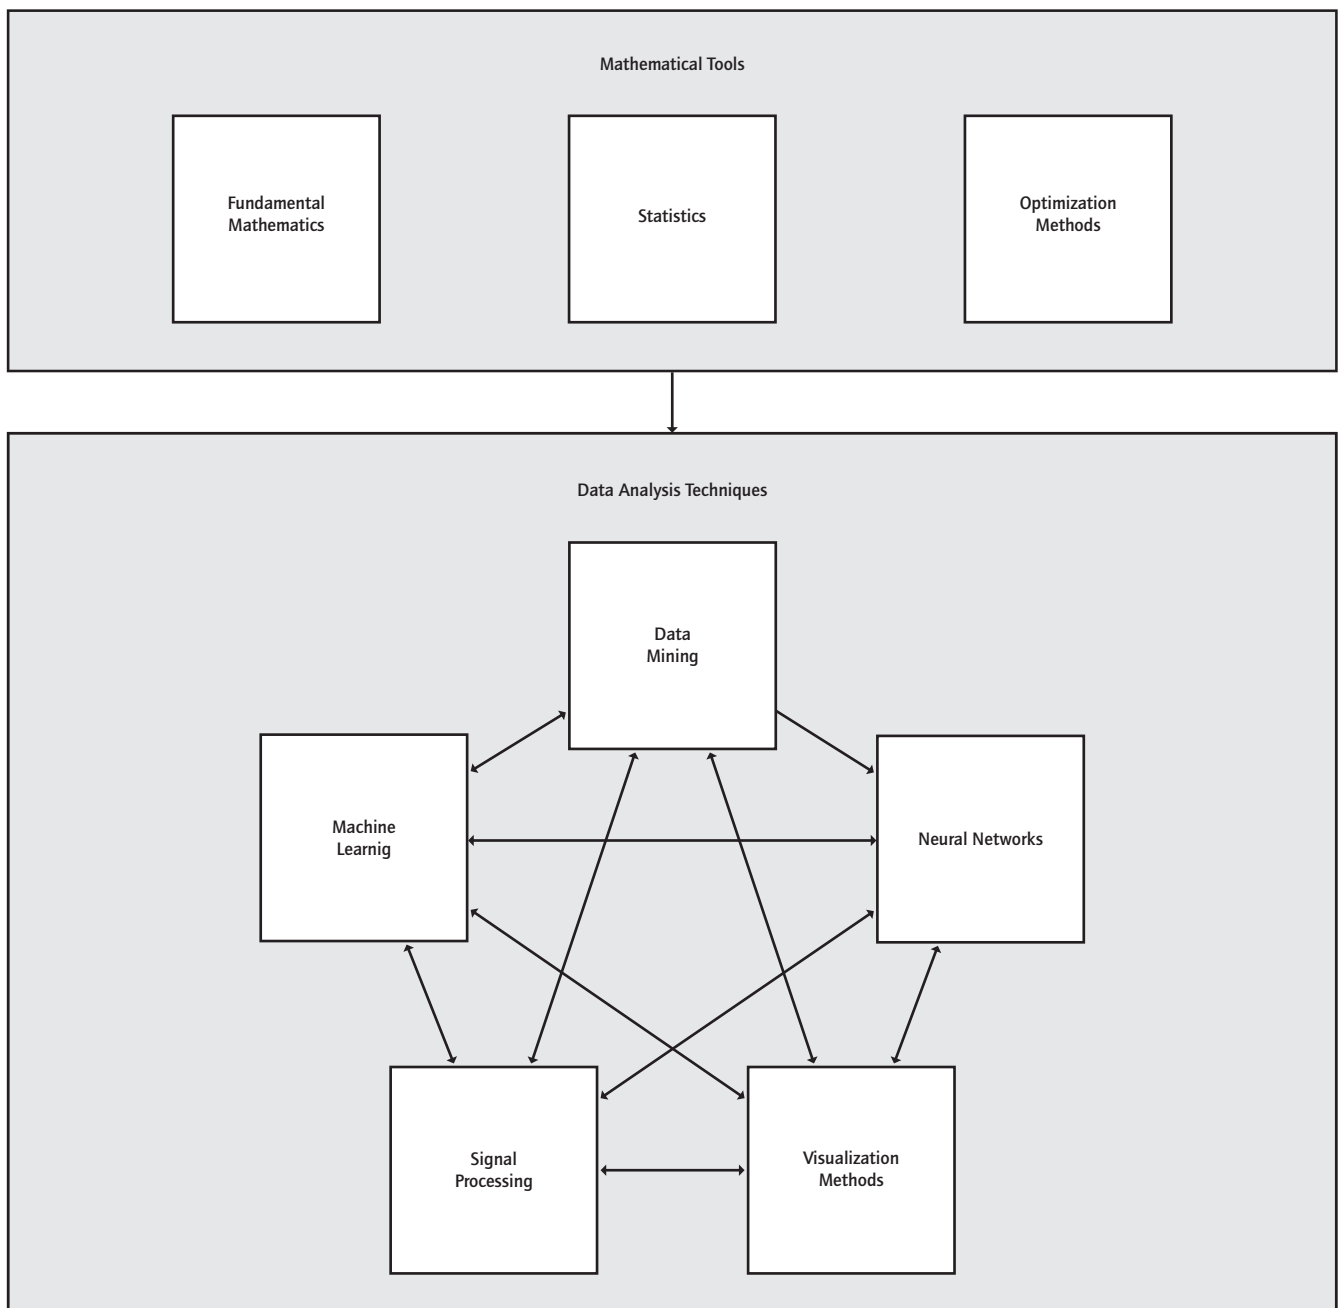 Mathematical Tools
Fundamental
Mathematics
Statistics
Optimization
Methods
Data Analysis Techniques
Data
Mining
Machine
Learnig
Neural Networks
Signal
Processing
Visualization
Methods